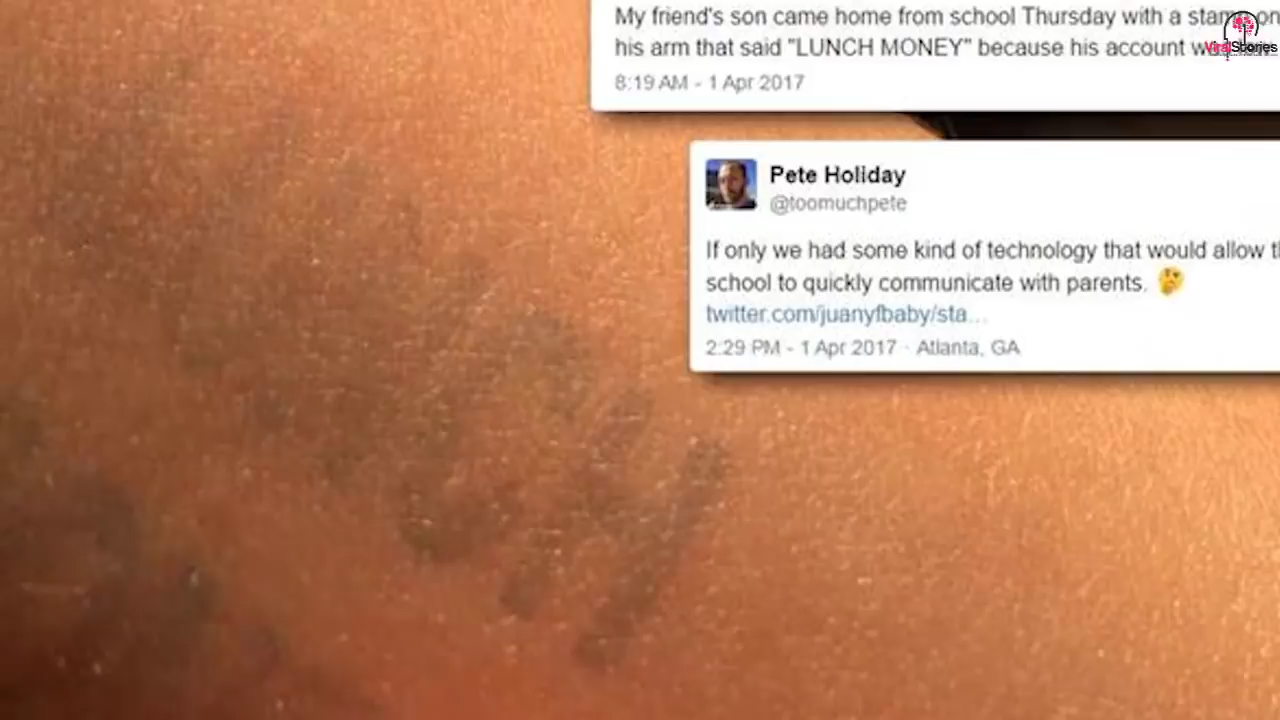 My friend's son came home from school Thursday with a stamp on
his arm that said "LUNCH MONEY" because his account
8:19 AM - 1 Apr 2017
ViralStories
Pete Holiday
@toomuchpete
If only we had some kind of technology that would allow
school to quickly communicate with parents. 🤔
twitter.com/juanyfbaby/sta...
2:29 PM - 1 Apr 2017 · Atlanta, GA